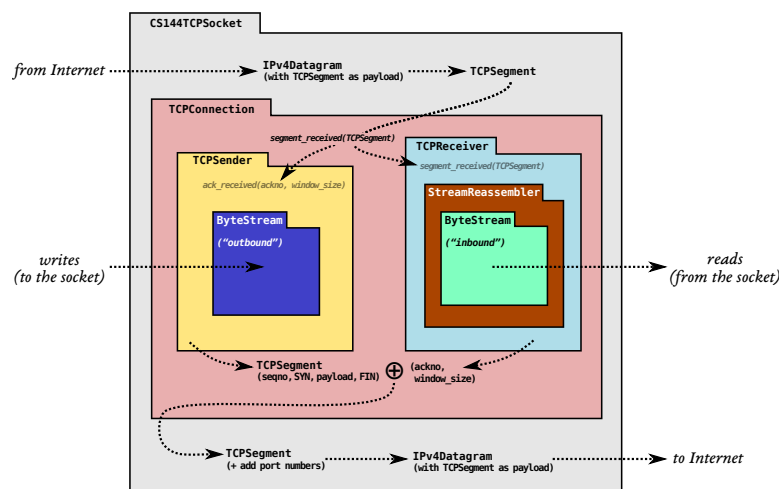 CS144TCPSocket
from Internet
IPv4Datagram
(with TCPSegment as payload)
TCPSegment
TCPConnection
segment_received(TCPSegment)
TCPSender
ack_received(ackno, window_size)
ByteStream
(“outbound”)
TCPReceiver
segment_received(TCPSegment)
StreamReassembler
ByteStream
(“inbound”)
writes
(to the socket)
reads
(from the socket)
TCPSegment
(seqno, SYN, payload, FIN)
(ackno,
window_size)
TCPSegment
(+ add port numbers)
IPv4Datagram
(with TCPSegment as payload)
to Internet